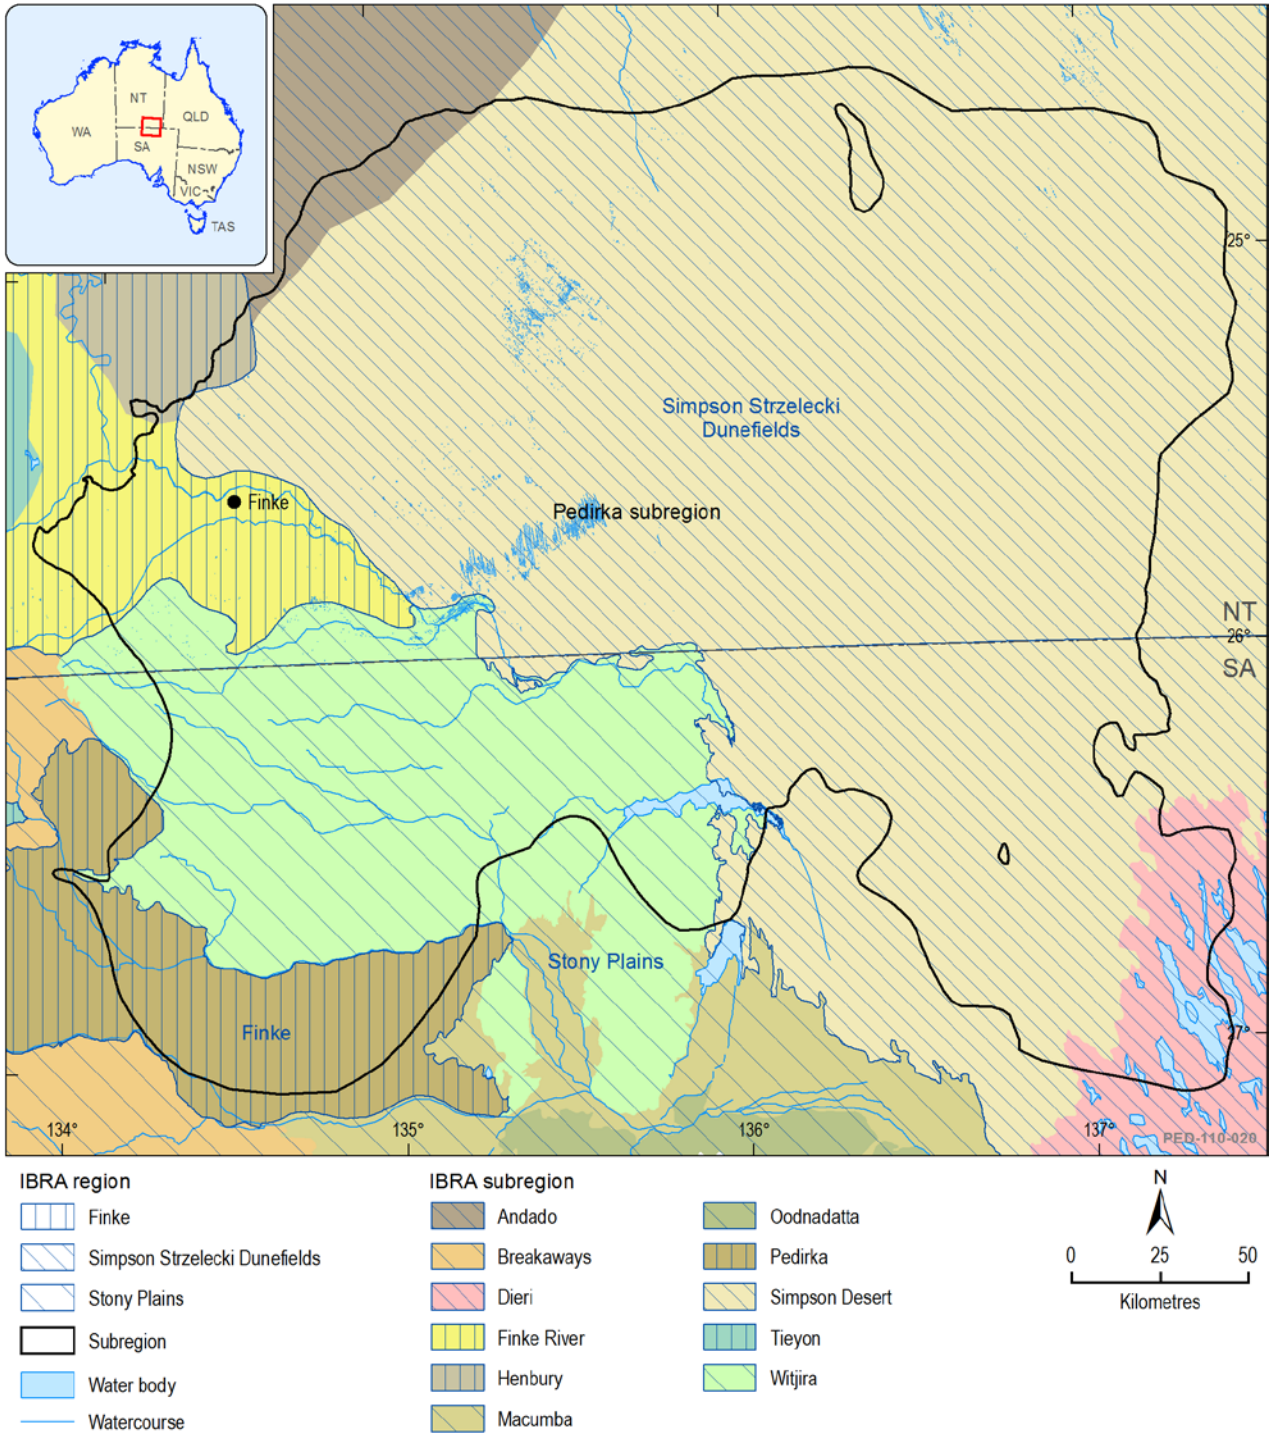 NT
QLD
WA
SA
NSW
VIC
TAS
25°
Simpson Strzelecki
Dunefields
Finke
Pedirka subregion
NT
26°
SA
Stony Plains
Finke
27°
134°
135°
136°
137°
PED-110-020
IBRA region
Finke
Simpson Strzelecki Dunefields
Stony Plains
Subregion
Water body
Watercourse
IBRA subregion
Andado
Breakaways
Dieri
Finke River
Henbury
Macumba
Oodnadatta
Pedirka
Simpson Desert
Tieyon
Witjira
N
0 25 50
Kilometres